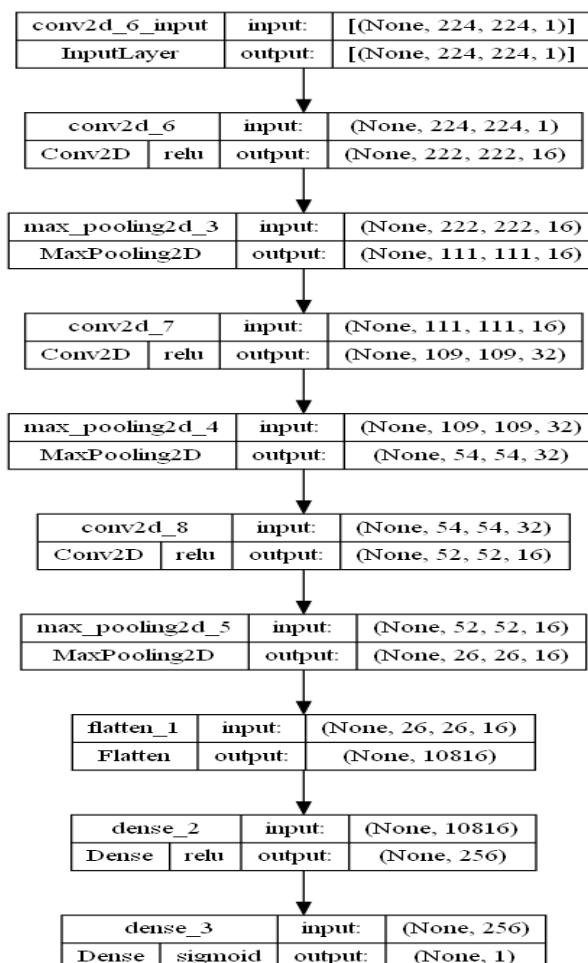 conv2d_6_input input: [(None, 224, 224, 1)]
InputLayer output: [(None, 224, 224, 1)]
conv2d_6 input: (None, 224, 224, 1)
Conv2D relu output: (None, 222, 222, 16)
max_pooling2d_3 input: (None, 222, 222, 16)
MaxPooling2D output: (None, 111, 111, 16)
conv2d_7 input: (None, 111, 111, 16)
Conv2D relu output: (None, 109, 109, 32)
max_pooling2d_4 input: (None, 109, 109, 32)
MaxPooling2D output: (None, 54, 54, 32)
conv2d_8 input: (None, 54, 54, 32)
Conv2D relu output: (None, 52, 52, 16)
max_pooling2d_5 input: (None, 52, 52, 16)
MaxPooling2D output: (None, 26, 26, 16)
flatten_1 input: (None, 26, 26, 16)
Flatten output: (None, 10816)
dense_2 input: (None, 10816)
Dense relu output: (None, 256)
dense_3 input: (None, 256)
Dense sigmoid output: (None, 1)